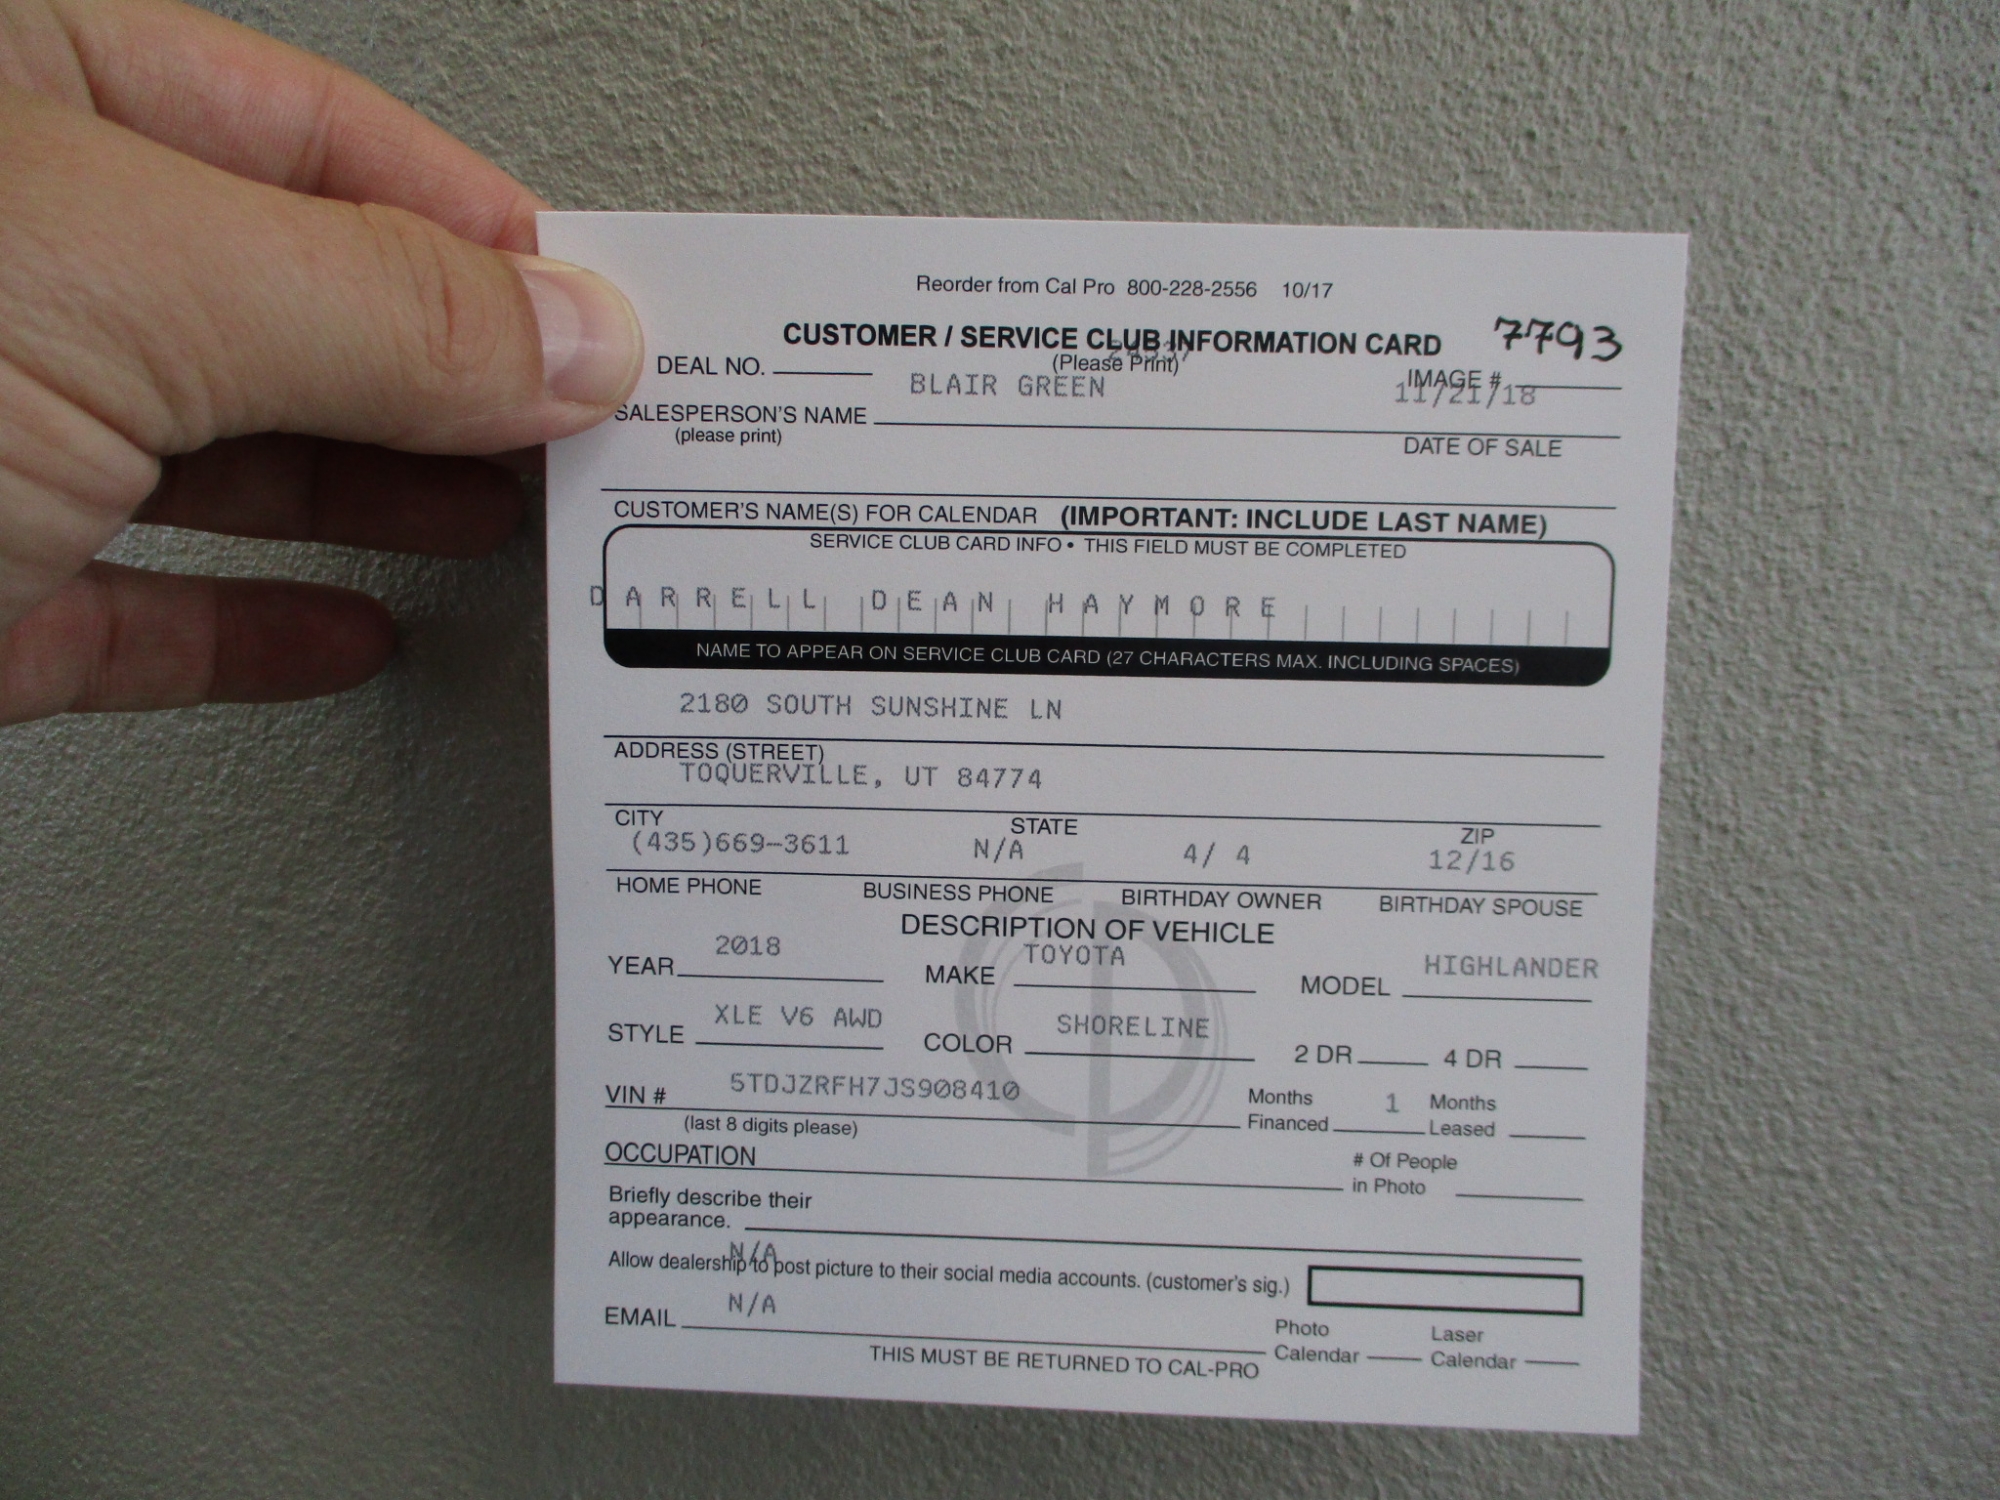 Reorder from Cal Pro 800-228-2556 10/17
CUSTOMER / SERVICE CLUB INFORMATION CARD 7793
(Please Print)
DEAL NO. IMAGE #
BLAIR GREEN 11/21/18
SALESPERSON'S NAME
(please print) DATE OF SALE
CUSTOMER'S NAME(S) FOR CALENDAR (IMPORTANT: INCLUDE LAST NAME)
SERVICE CLUB CARD INFO • THIS FIELD MUST BE COMPLETED
DARRELL DEAN HAYMORE
NAME TO APPEAR ON SERVICE CLUB CARD (27 CHARACTERS MAX. INCLUDING SPACES)
2180 SOUTH SUNSHINE LN
ADDRESS (STREET)
TOQUERVILLE, UT 84774
CITY STATE ZIP
(435)669-3611 N/A 4/ 4 12/16
HOME PHONE BUSINESS PHONE BIRTHDAY OWNER BIRTHDAY SPOUSE
DESCRIPTION OF VEHICLE
YEAR 2018 MAKE TOYOTA MODEL HIGHLANDER
STYLE XLE V6 AWD COLOR SHORELINE 2 DR 4 DR
VIN # 5TDJZRFH7JS908410 Months Financed 1 Months Leased
(last 8 digits please)
OCCUPATION # Of People in Photo
Briefly describe their
appearance.
N/A
Allow dealership to post picture to their social media accounts. (customer's sig.)
EMAIL N/A
Photo Calendar Laser Calendar
THIS MUST BE RETURNED TO CAL-PRO